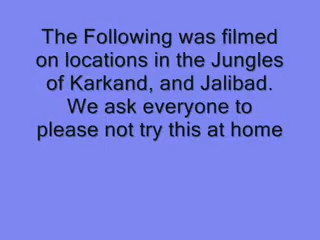 The Following was filmed
on locations in the Jungles
of Karkand, and Jalibad.
We ask everyone to
please not try this at home